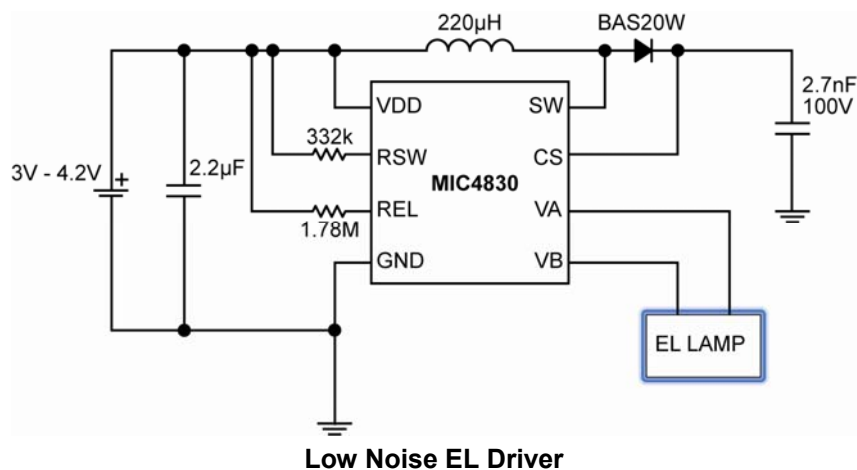 220µH
BAS20W
VDD
SW
2.7nF
100V
332k
3V - 4.2V
+
2.2µF
RSW
CS
MIC4830
REL
VA
1.78M
GND
VB
EL LAMP
Low Noise EL Driver